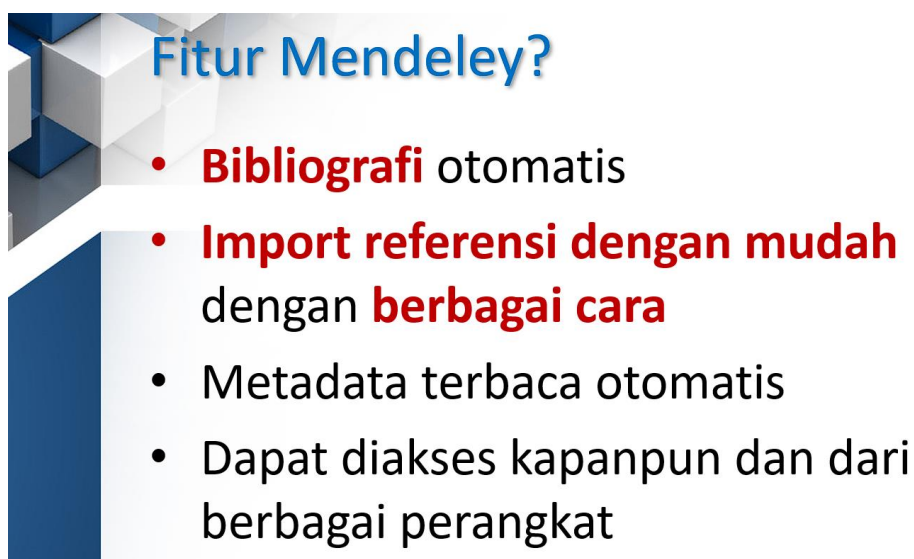 Fitur Mendeley?
• Bibliografi otomatis
• Import referensi dengan mudah
dengan berbagai cara
• Metadata terbaca otomatis
• Dapat diakses kapanpun dan dari
berbagai perangkat